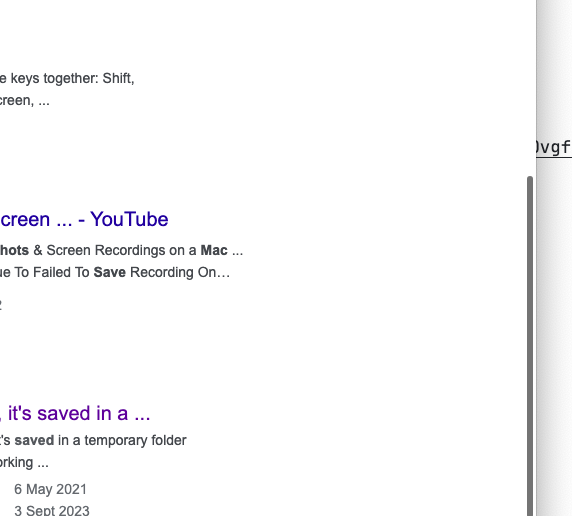 e keys together: Shift,
creen, ...
0vgf
creen ... - YouTube
hots & Screen Recordings on a Mac ...
ue To Failed To Save Recording On…
, it's saved in a ...
t's saved in a temporary folder
orking ...
6 May 2021
3 Sept 2023